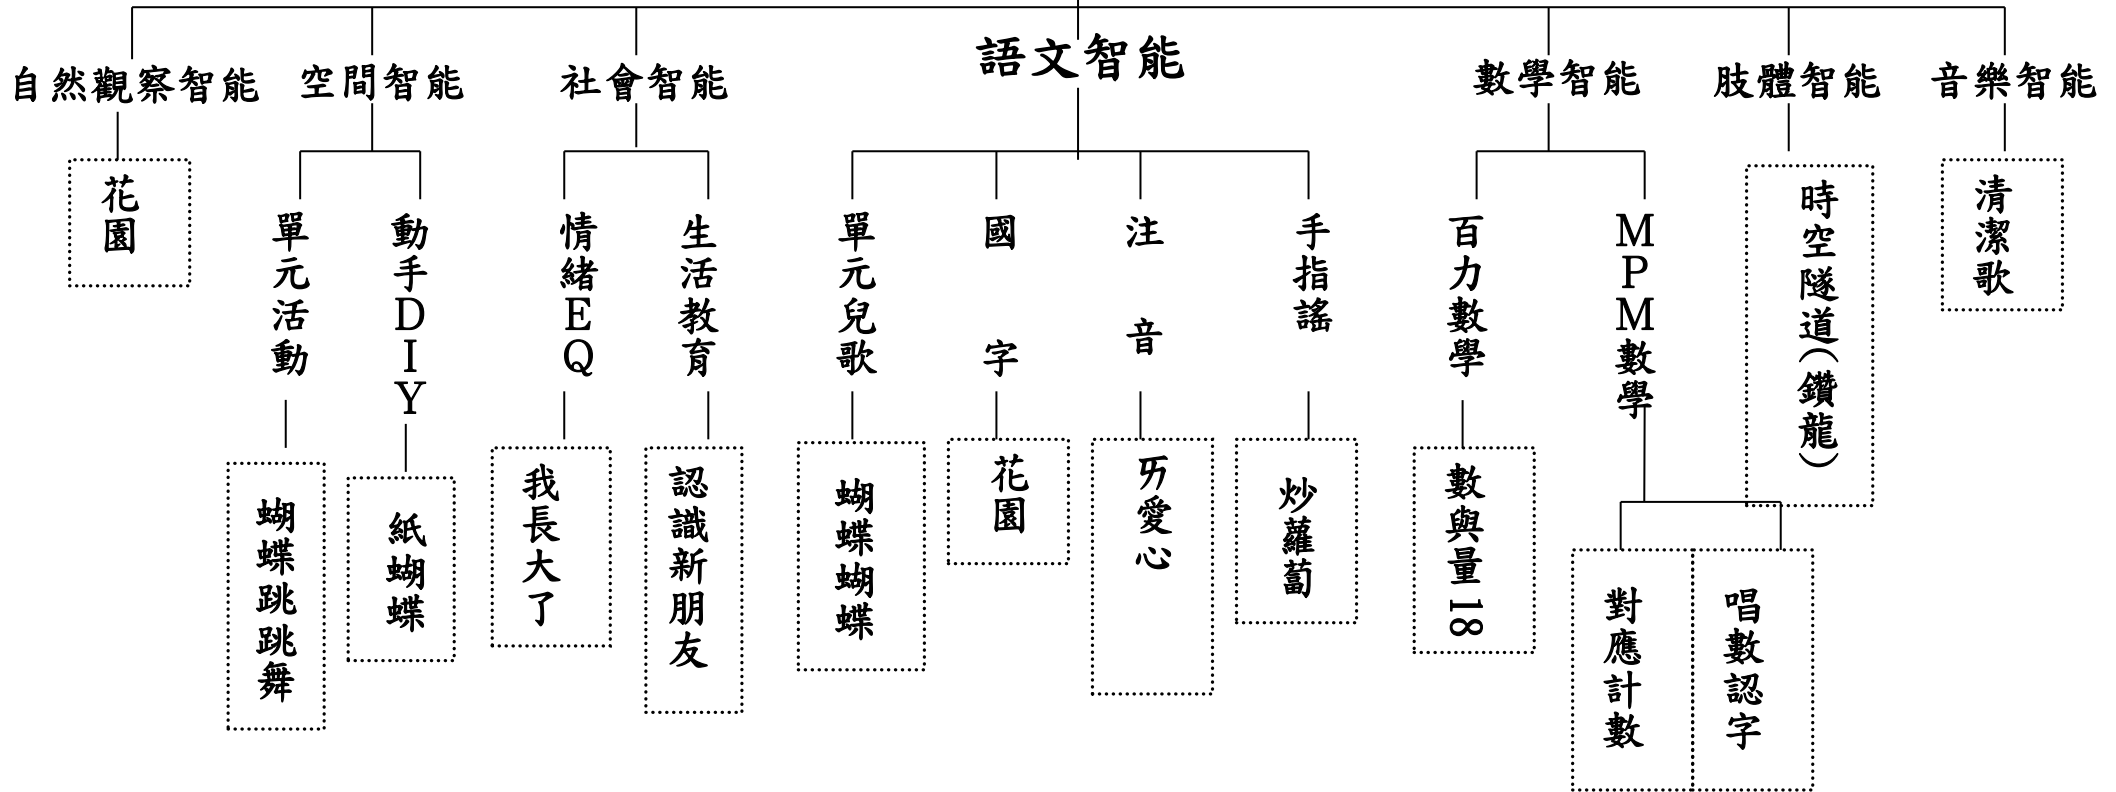 語文智能
自然觀察智能
空間智能
社會智能
數學智能
肢體智能
音樂智能
花園
單元活動
動手DIY
情緒EQ
生活教育
單元兒歌
國字
注音
手指謠
百力數學
MPM數學
時空隧道(鑽龍)
清潔歌
蝴蝶跳跳舞
紙蝴蝶
我長大了
認識新朋友
蝴蝶蝴蝶
花園
ㄞ愛心
炒蘿蔔
數與量18
對應計數
唱數認字